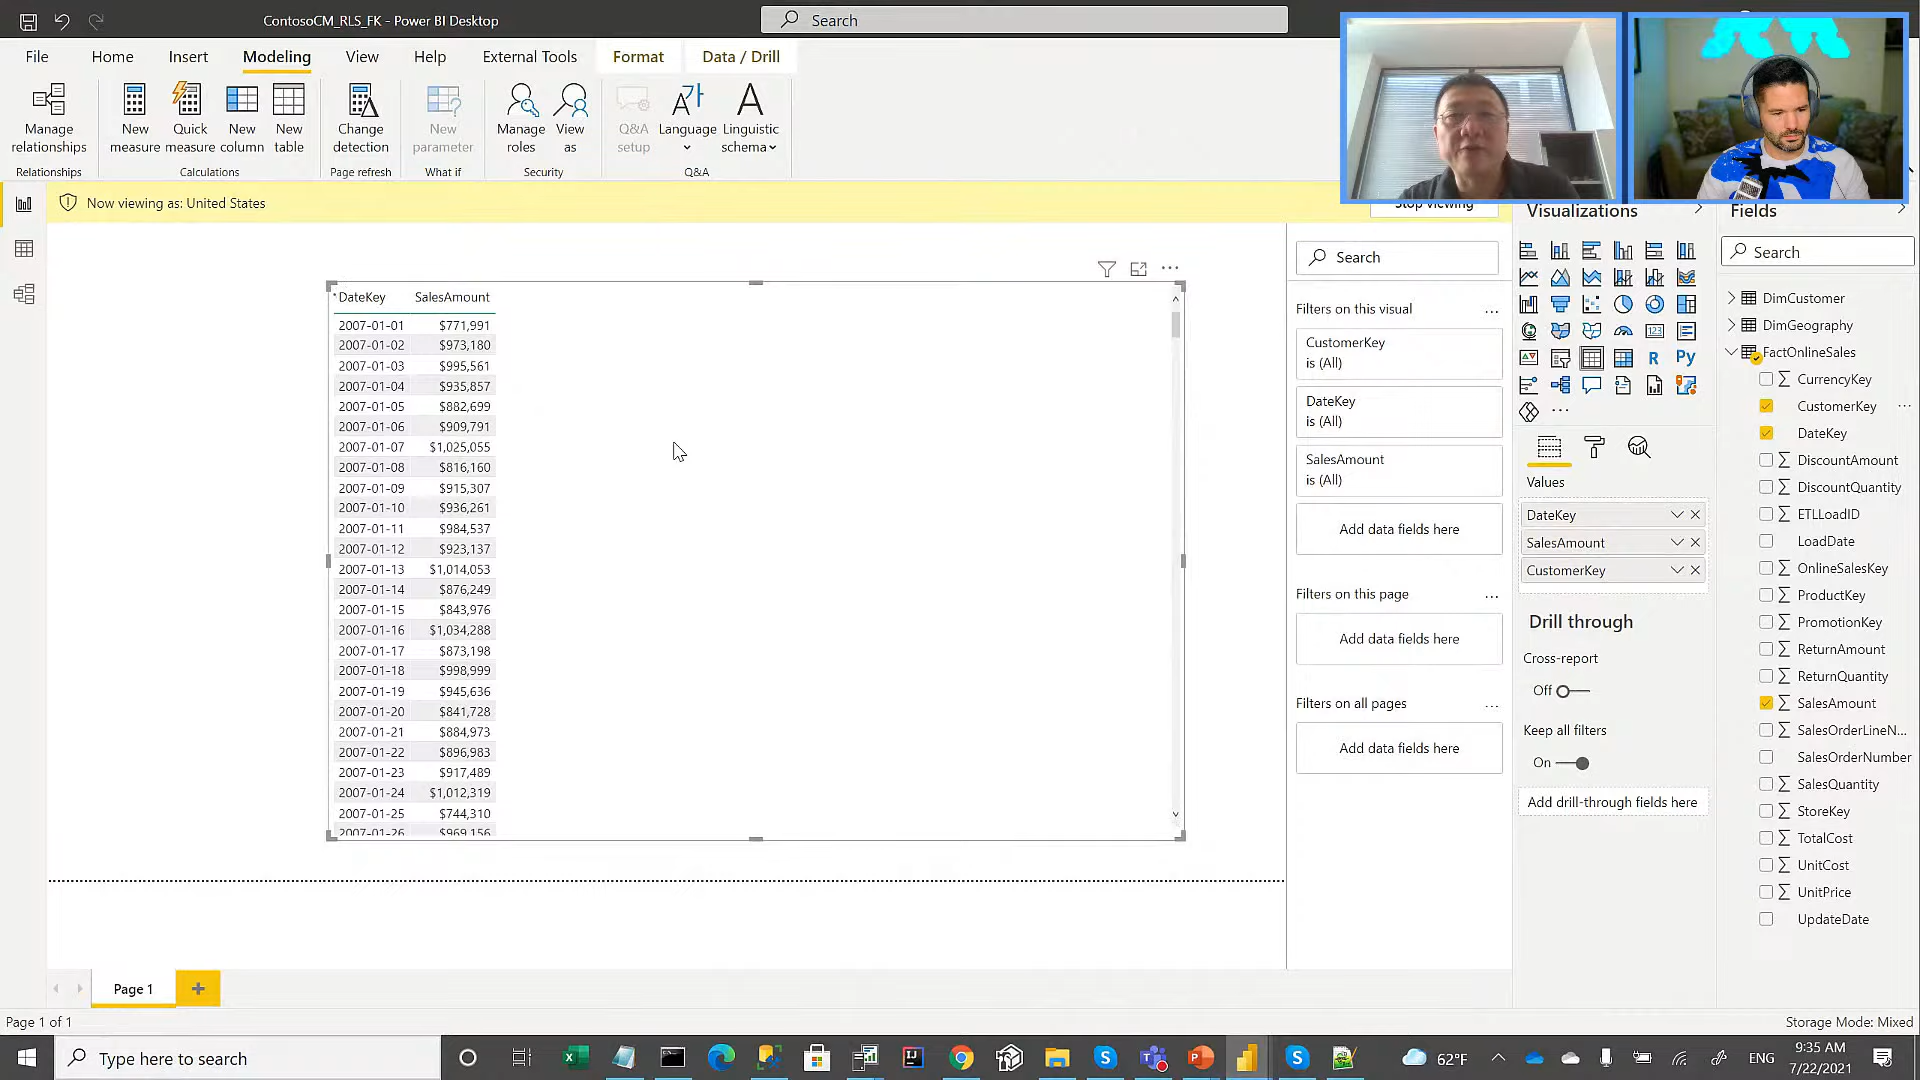 ContosoCM_RLS_FK - Power BI Desktop
Search
File Home Insert Modeling View Help External Tools Format Data / Drill
Manage relationships
New measure
Quick measure
New column
New table
Change detection
New parameter
Manage roles
View as
Q&A setup
Language
Linguistic schema
Relationships
Calculations
Page refresh
What if
Security
Q&A
Now viewing as: United States
Stop viewing
DateKey SalesAmount
2007-01-01 $771,991
2007-01-02 $973,180
2007-01-03 $995,561
2007-01-04 $935,857
2007-01-05 $882,699
2007-01-06 $909,791
2007-01-07 $1,025,055
2007-01-08 $816,160
2007-01-09 $915,307
2007-01-10 $936,261
2007-01-11 $984,537
2007-01-12 $923,137
2007-01-13 $1,014,053
2007-01-14 $876,249
2007-01-15 $843,976
2007-01-16 $1,034,288
2007-01-17 $873,198
2007-01-18 $998,999
2007-01-19 $945,636
2007-01-20 $841,728
2007-01-21 $884,973
2007-01-22 $896,983
2007-01-23 $917,489
2007-01-24 $1,012,319
2007-01-25 $744,310
2007-01-26 $969,156
Search
Filters on this visual ...
CustomerKey
is (All)
DateKey
is (All)
SalesAmount
is (All)
Add data fields here
Filters on this page ...
Add data fields here
Filters on all pages ...
Add data fields here
Visualizations
123
R
Py
Values
DateKey
SalesAmount
CustomerKey
Drill through
Cross-report
Off
Keep all filters
On
Add drill-through fields here
Fields
Search
DimCustomer
DimGeography
FactOnlineSales
CurrencyKey
CustomerKey ...
DateKey
DiscountAmount
DiscountQuantity
ETLLoadID
LoadDate
OnlineSalesKey
ProductKey
PromotionKey
ReturnAmount
ReturnQuantity
SalesAmount
SalesOrderLineN...
SalesOrderNumber
SalesQuantity
StoreKey
TotalCost
UnitCost
UnitPrice
UpdateDate
Page 1
Page 1 of 1
Storage Mode: Mixed
Type here to search
62°F
ENG
9:35 AM
7/22/2021